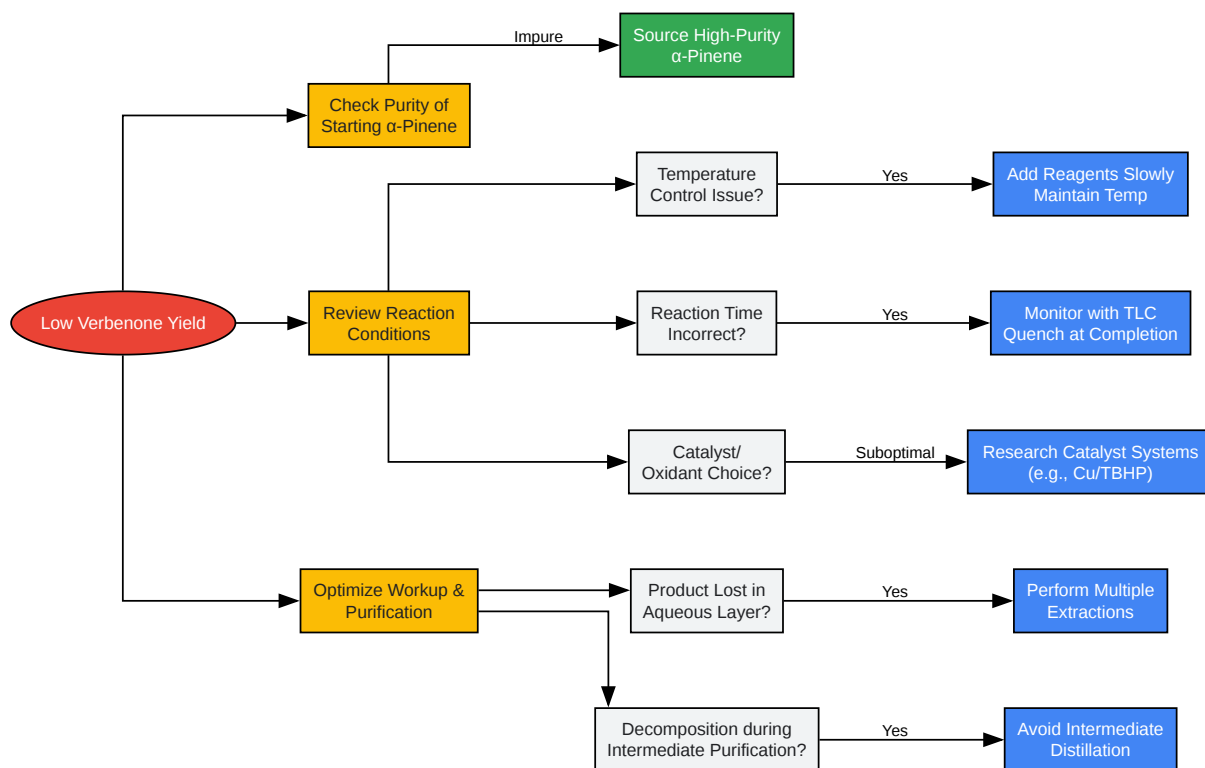 Impure
Source High-Purity
α-Pinene
Check Purity of
Starting α-Pinene
Temperature
Control Issue?
Yes
Add Reagents Slowly
Maintain Temp
Low Verbenone Yield
Review Reaction
Conditions
Reaction Time
Incorrect?
Yes
Monitor with TLC
Quench at Completion
Catalyst/
Oxidant Choice?
Suboptimal
Research Catalyst Systems
(e.g., Cu/TBHP)
Optimize Workup &
Purification
Product Lost in
Aqueous Layer?
Yes
Perform Multiple
Extractions
Decomposition during
Intermediate Purification?
Yes
Avoid Intermediate
Distillation